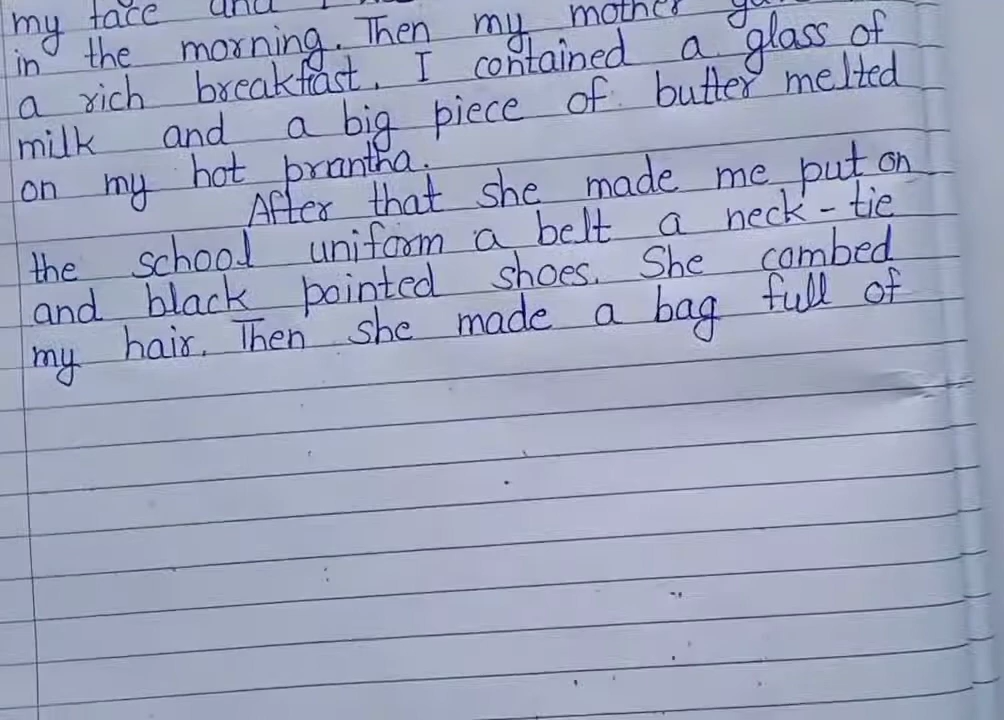 my face and I
in the morning. Then my mother
a rich breakfast. I contained a glass of
milk and a big piece of butter melted
on my hot prantha.
After that she made me put on
the school uniform a belt a neck-tie
and black pointed shoes. She combed
my hair. Then she made a bag full of